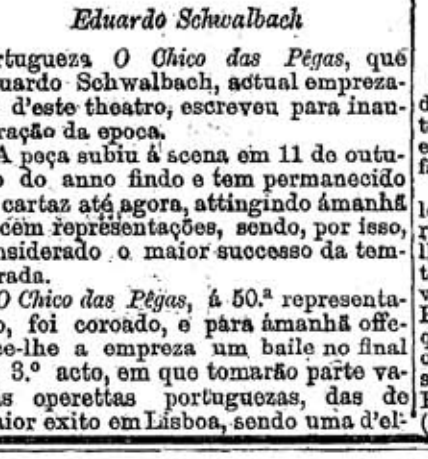 Eduardo Schwalbach
rtugueza O Chico das Pêgas, que
uardo Schwalbach, actual empreza-
d'este theatro, escreveu para inau-
ração da epoca.
A peça subiu á scena em 11 de outu-
o do anno findo e tem permanecido
cartaz até agora, attingindo ámanhã
cem representações, sendo, por isso,
nsiderado o maior successo da tem-
rada.
O Chico das Pêgas, á 50.ª representa-
o, foi coroado, e para ámanhã offe-
ce-lhe a empreza um baile no final
3.º acto, em que tomarão parte va-
as operettas portuguezas, das de
aior exito em Lisboa, sendo uma d'el-